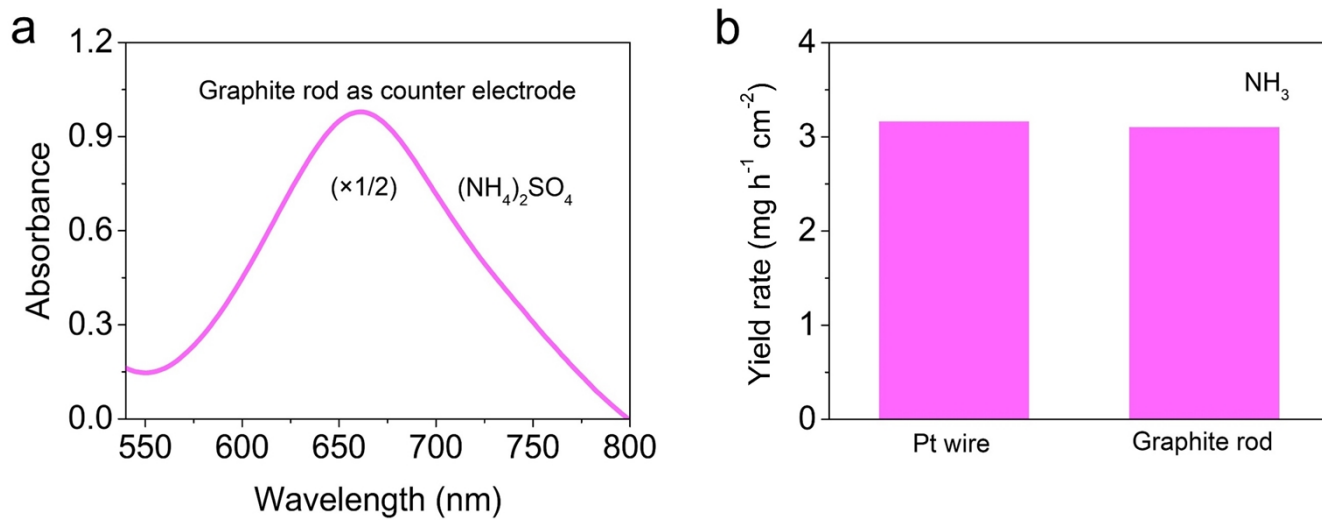 a
1.2
0.9
0.6
0.3
0.0
Absorbance
Graphite rod as counter electrode
(×1/2)
(NH₄)₂SO₄
550 600 650 700 750 800
Wavelength (nm)
b
4
3
2
1
0
Yield rate (mg h⁻¹ cm⁻²)
NH₃
Pt wire
Graphite rod